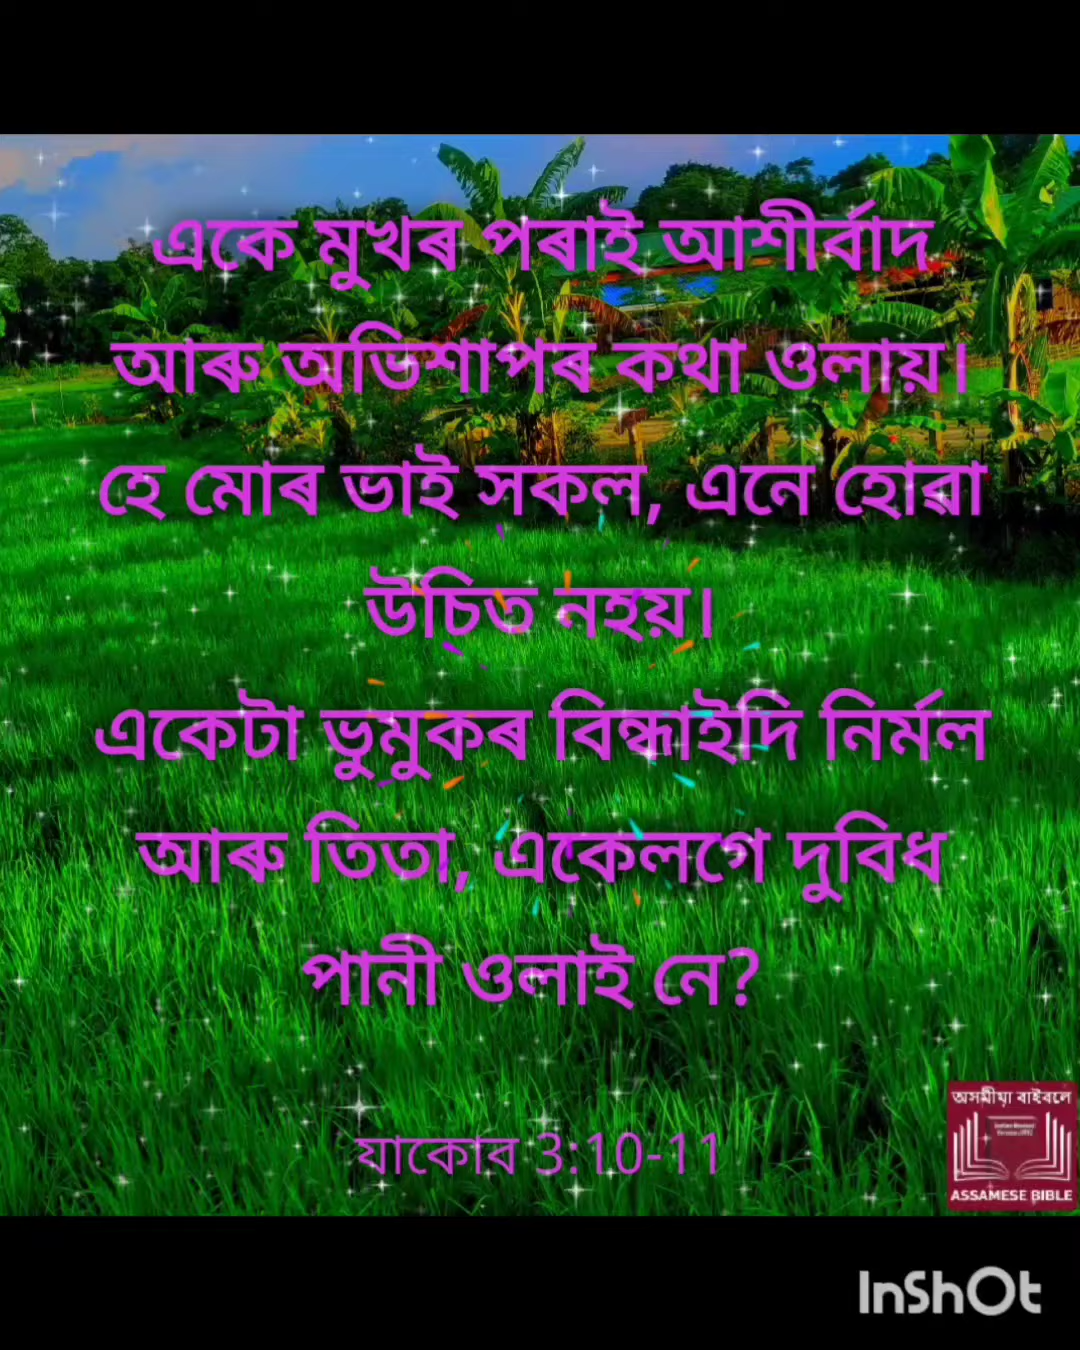 একে মুখৰ পৰাই আশীৰ্বাদ
আৰু অভিশাপৰ কথা ওলায়।
হে মোৰ ভাই সকল, এনে হোৱা
উচিত নহয়।
একেটা ভুমুকৰ বিন্ধাইদি নিৰ্মল
আৰু তিতা, একেলগে দুবিধ
পানী ওলাই নে?
যাকোব 3:10-11
অসমীয়া বাইবলে
ASSAMESE BIBLE
InShOt